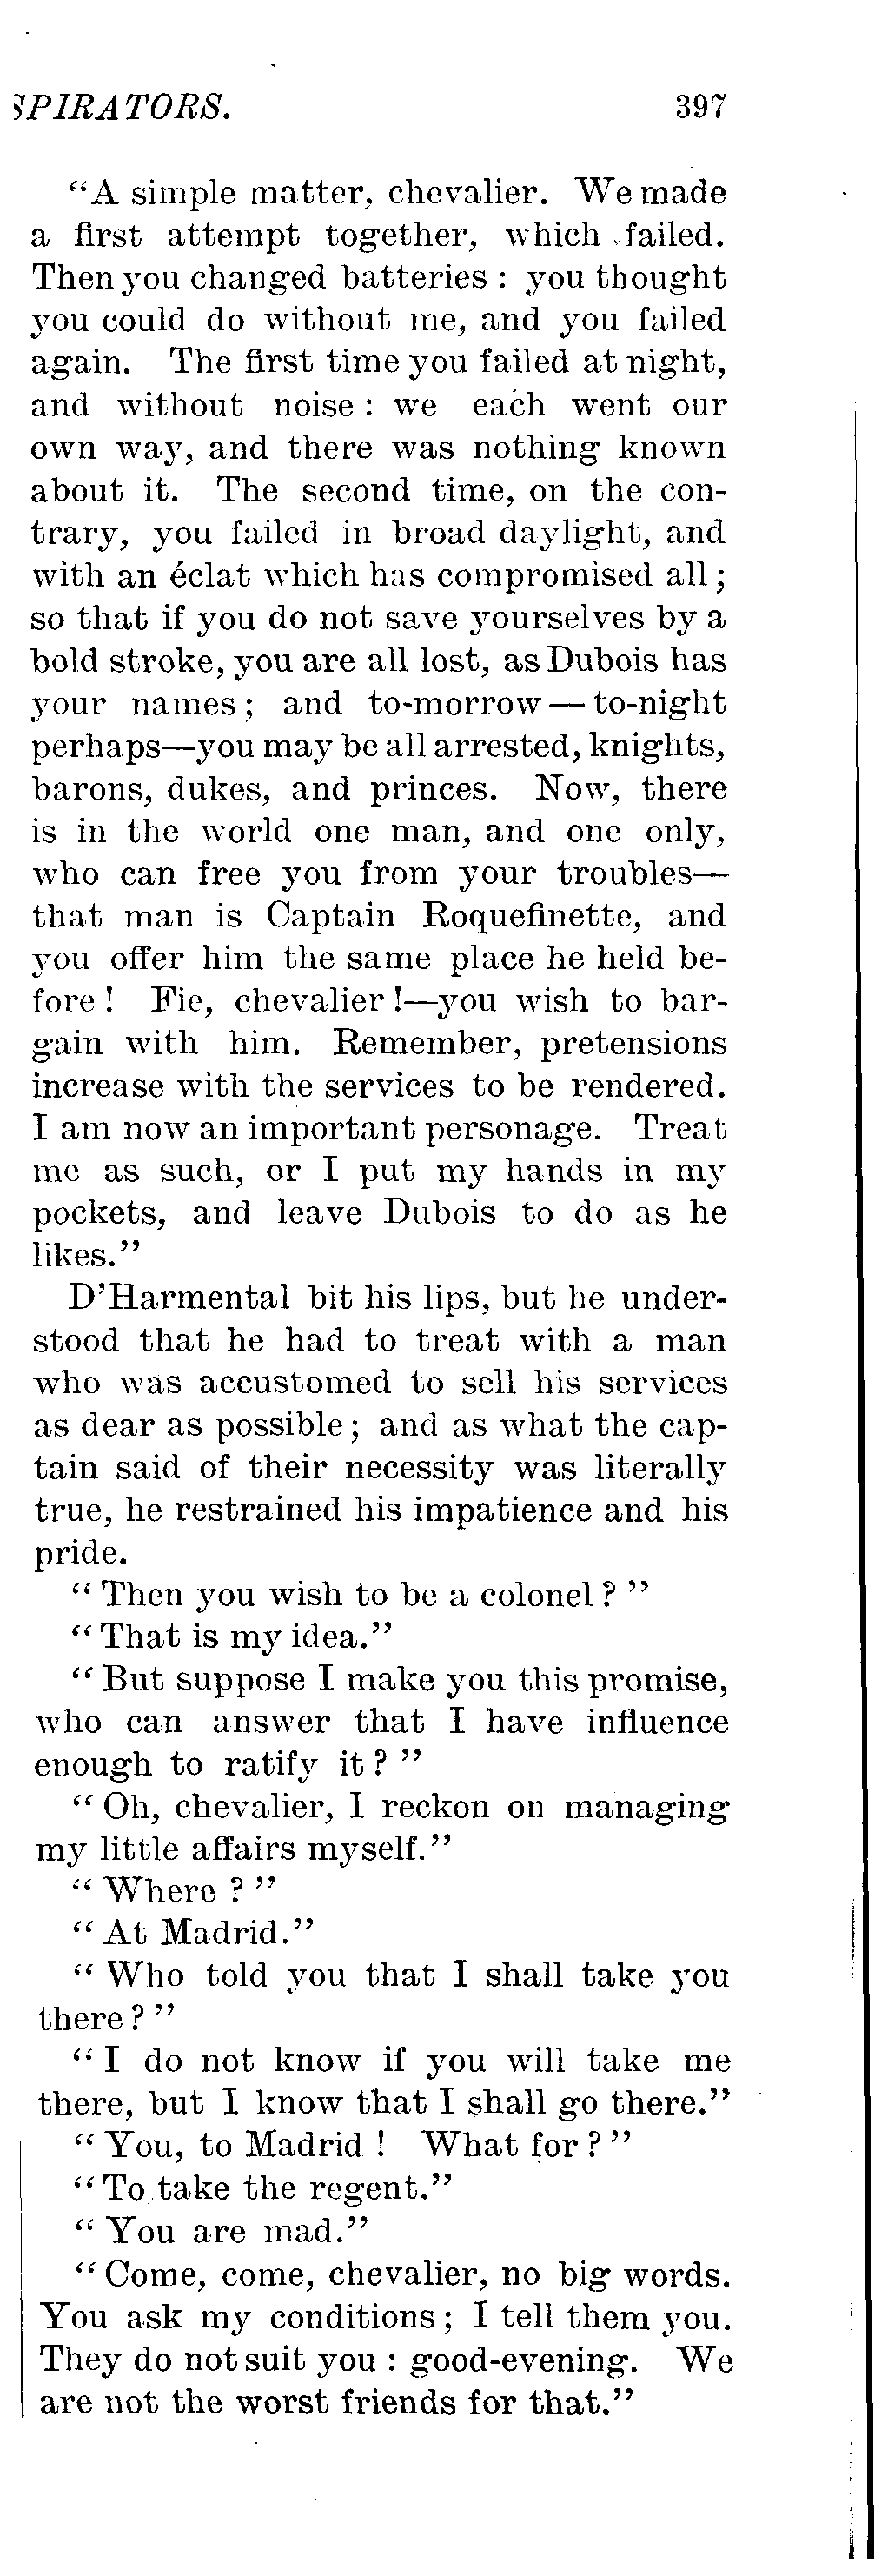 SPIRATORS. 397
“A simple matter, chevalier. We made
a first attempt together, which failed.
Then you changed batteries : you thought
you could do without me, and you failed
again. The first time you failed at night,
and without noise : we each went our
own way, and there was nothing known
about it. The second time, on the con-
trary, you failed in broad daylight, and
with an éclat which has compromised all ;
so that if you do not save yourselves by a
bold stroke, you are all lost, as Dubois has
your names ; and to-morrow — to-night
perhaps—you may be all arrested, knights,
barons, dukes, and princes. Now, there
is in the world one man, and one only,
who can free you from your troubles—
that man is Captain Roquefinette, and
you offer him the same place he held be-
fore ! Fie, chevalier !—you wish to bar-
gain with him. Remember, pretensions
increase with the services to be rendered.
I am now an important personage. Treat
me as such, or I put my hands in my
pockets, and leave Dubois to do as he
likes.”
D’Harmental bit his lips, but he under-
stood that he had to treat with a man
who was accustomed to sell his services
as dear as possible ; and as what the cap-
tain said of their necessity was literally
true, he restrained his impatience and his
pride.
“ Then you wish to be a colonel ? ”
“ That is my idea.”
“ But suppose I make you this promise,
who can answer that I have influence
enough to ratify it ? ”
“ Oh, chevalier, I reckon on managing
my little affairs myself.”
“ Where ? ”
“ At Madrid.”
“ Who told you that I shall take you
there ? ”
“ I do not know if you will take me
there, but I know that I shall go there.”
“ You, to Madrid ! What for ? ”
“ To take the regent.”
“ You are mad.”
“ Come, come, chevalier, no big words.
You ask my conditions ; I tell them you.
They do not suit you : good-evening. We
are not the worst friends for that.”